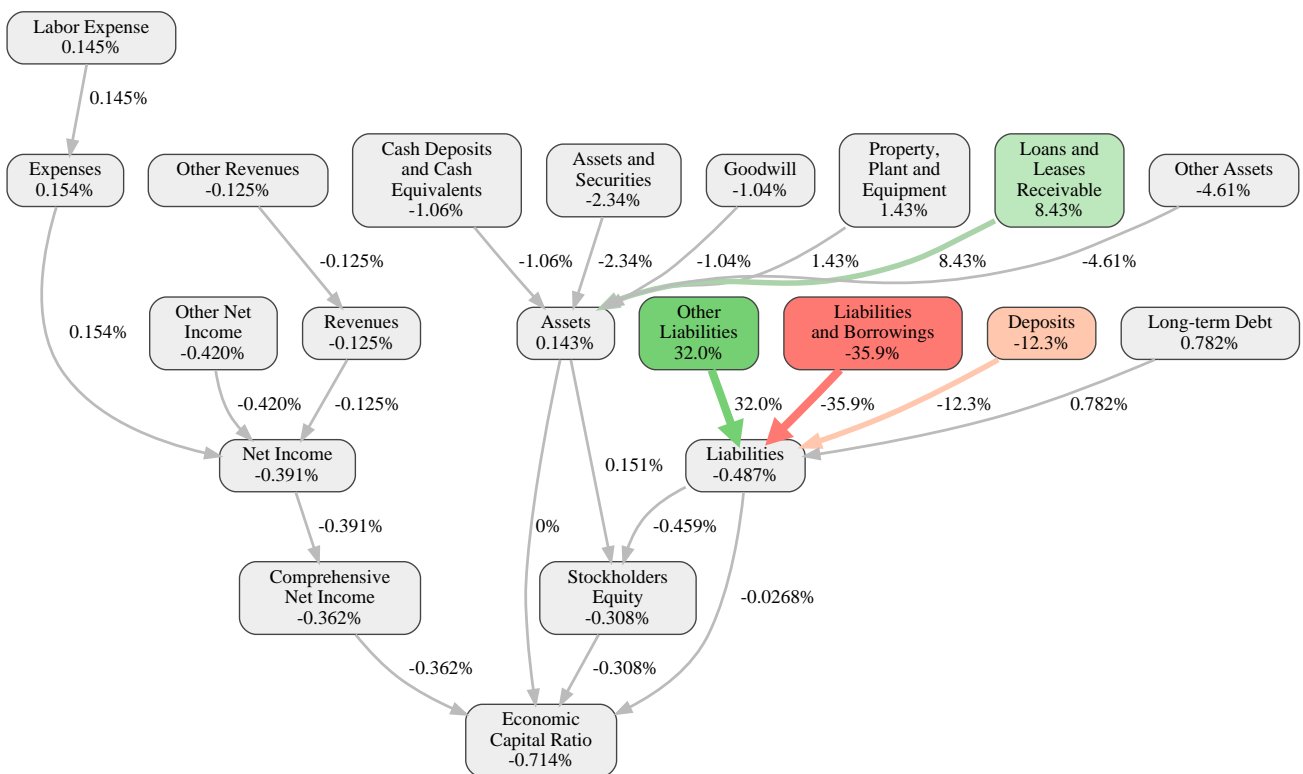 Labor Expense
0.145%
0.145%
Expenses
0.154%
Other Revenues
-0.125%
Cash Deposits
and Cash
Equivalents
-1.06%
Assets and
Securities
-2.34%
Goodwill
-1.04%
Property,
Plant and
Equipment
1.43%
Loans and
Leases
Receivable
8.43%
Other Assets
-4.61%
-0.125%
-1.06%
-2.34%
-1.04%
1.43%
8.43%
-4.61%
0.154%
Other Net
Income
-0.420%
Revenues
-0.125%
Assets
0.143%
Other
Liabilities
32.0%
Liabilities
and Borrowings
-35.9%
Deposits
-12.3%
Long-term Debt
0.782%
-0.420%
-0.125%
32.0%
-35.9%
-12.3%
0.782%
Net Income
-0.391%
0.151%
Liabilities
-0.487%
-0.391%
0%
-0.459%
Comprehensive
Net Income
-0.362%
Stockholders
Equity
-0.308%
-0.0268%
-0.362%
-0.308%
Economic
Capital Ratio
-0.714%